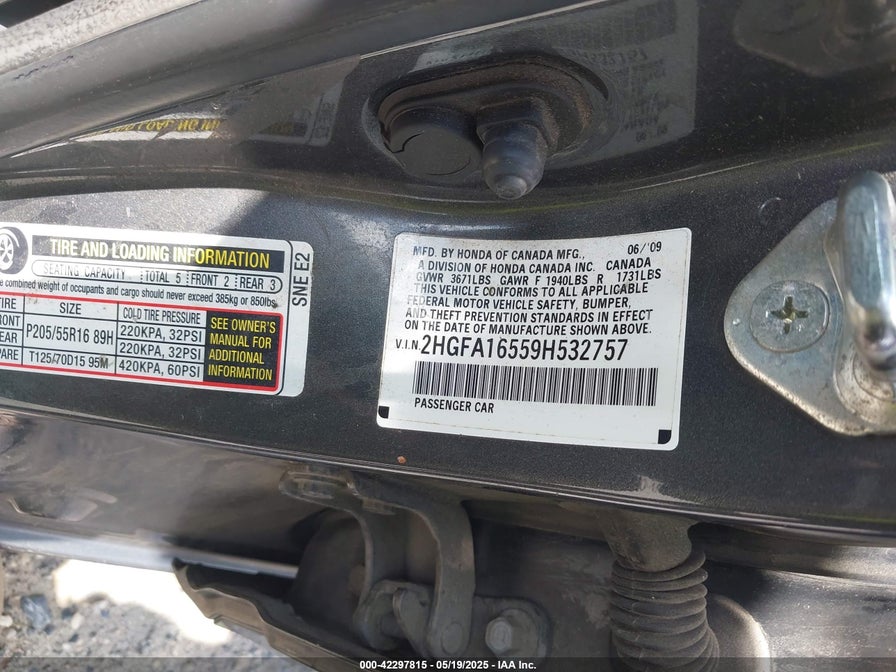 TIRE AND LOADING INFORMATION
SEATING CAPACITY TOTAL 5 FRONT 2 REAR 3
combined weight of occupants and cargo should never exceed 385kg or 850lbs
TIRE SIZE COLD TIRE PRESSURE
FRONT P205/55R16 89H 220KPA, 32PSI
REAR 220KPA, 32PSI
SPARE T125/70D15 95M 420KPA, 60PSI
SEE OWNER'S
MANUAL FOR
ADDITIONAL
INFORMATION
SNE E2
MFD. BY HONDA OF CANADA MFG., 06/'09
A DIVISION OF HONDA CANADA INC. CANADA
GVWR 3671LBS GAWR F 1940LBS R 1731LBS
THIS VEHICLE CONFORMS TO ALL APPLICABLE
FEDERAL MOTOR VEHICLE SAFETY, BUMPER,
AND THEFT PREVENTION STANDARDS IN EFFECT
ON THE DATE OF MANUFACTURE SHOWN ABOVE.
V.I.N. 2HGFA16559H532757
PASSENGER CAR
000-42297815 - 05/19/2025 - IAA Inc.